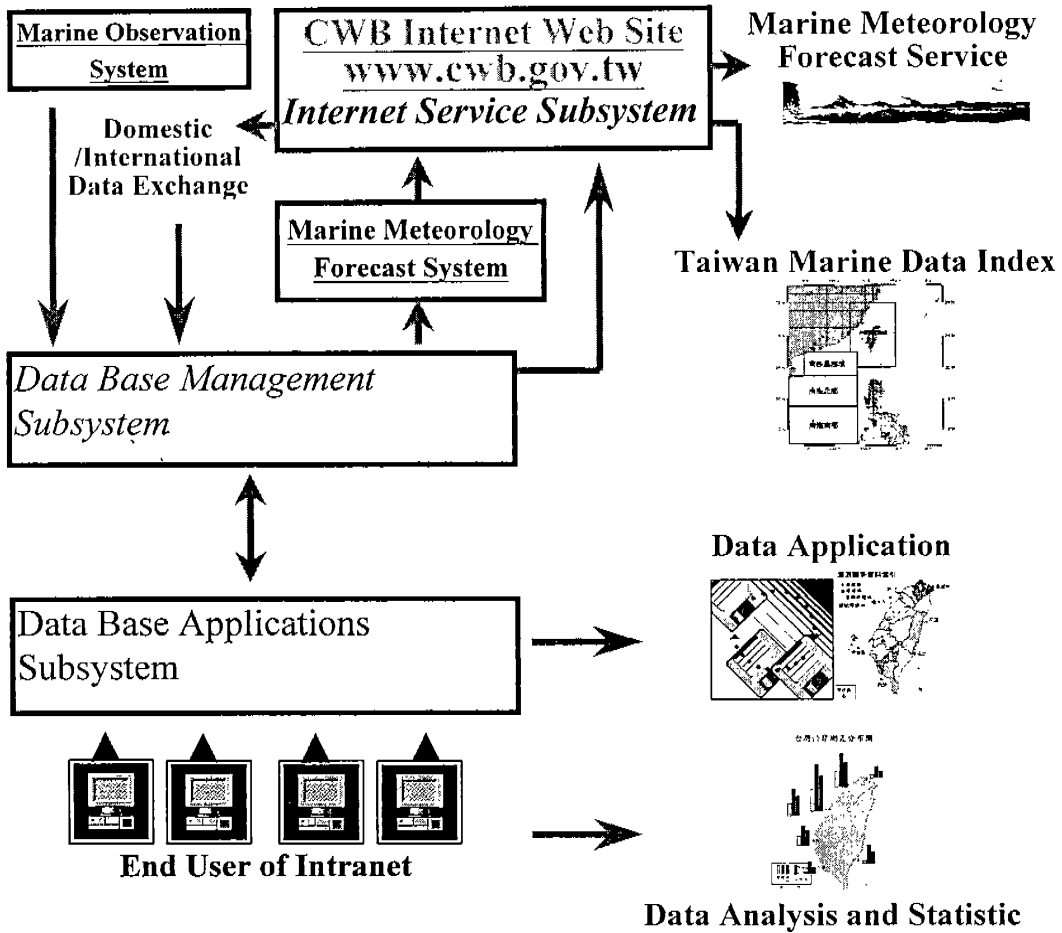 Marine Observation
System
CWB Internet Web Site
www.cwb.gov.tw
Internet Service Subsystem
Marine Meteorology
Forecast Service
Domestic
/International
Data Exchange
Marine Meteorology
Forecast System
Taiwan Marine Data Index
Data Base Management
Subsystem
Data Application
Data Base Applications
Subsystem
End User of Intranet
Data Analysis and Statistic